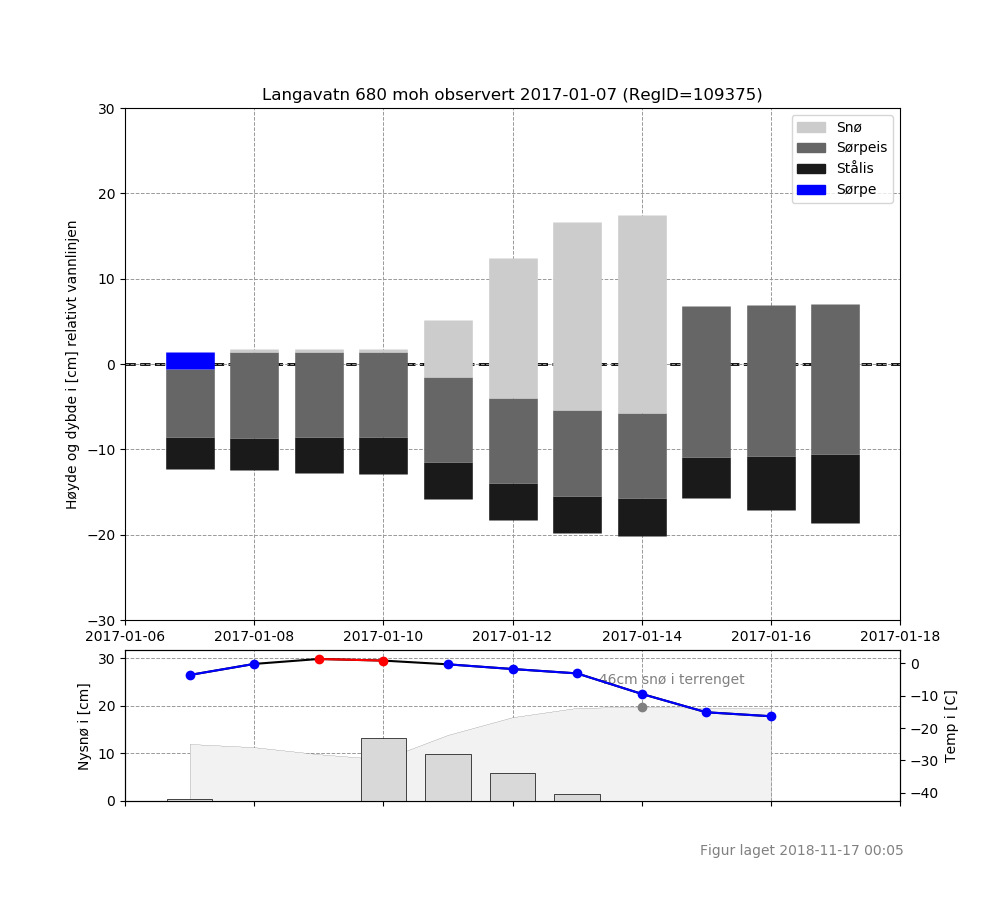 Langavatn 680 moh observert 2017-01-07 (RegID=109375)
Høyde og dybde i [cm] relativt vannlinjen
30
20
10
0
−10
−20
−30
Snø
Sørpeis
Stålis
Sørpe
2017-01-06 2017-01-08 2017-01-10 2017-01-12 2017-01-14 2017-01-16 2017-01-18
Nysnø i [cm]
30
20
10
0
46cm snø i terrenget
0
−10
−20
−30
−40
Temp i [C]
Figur laget 2018-11-17 00:05